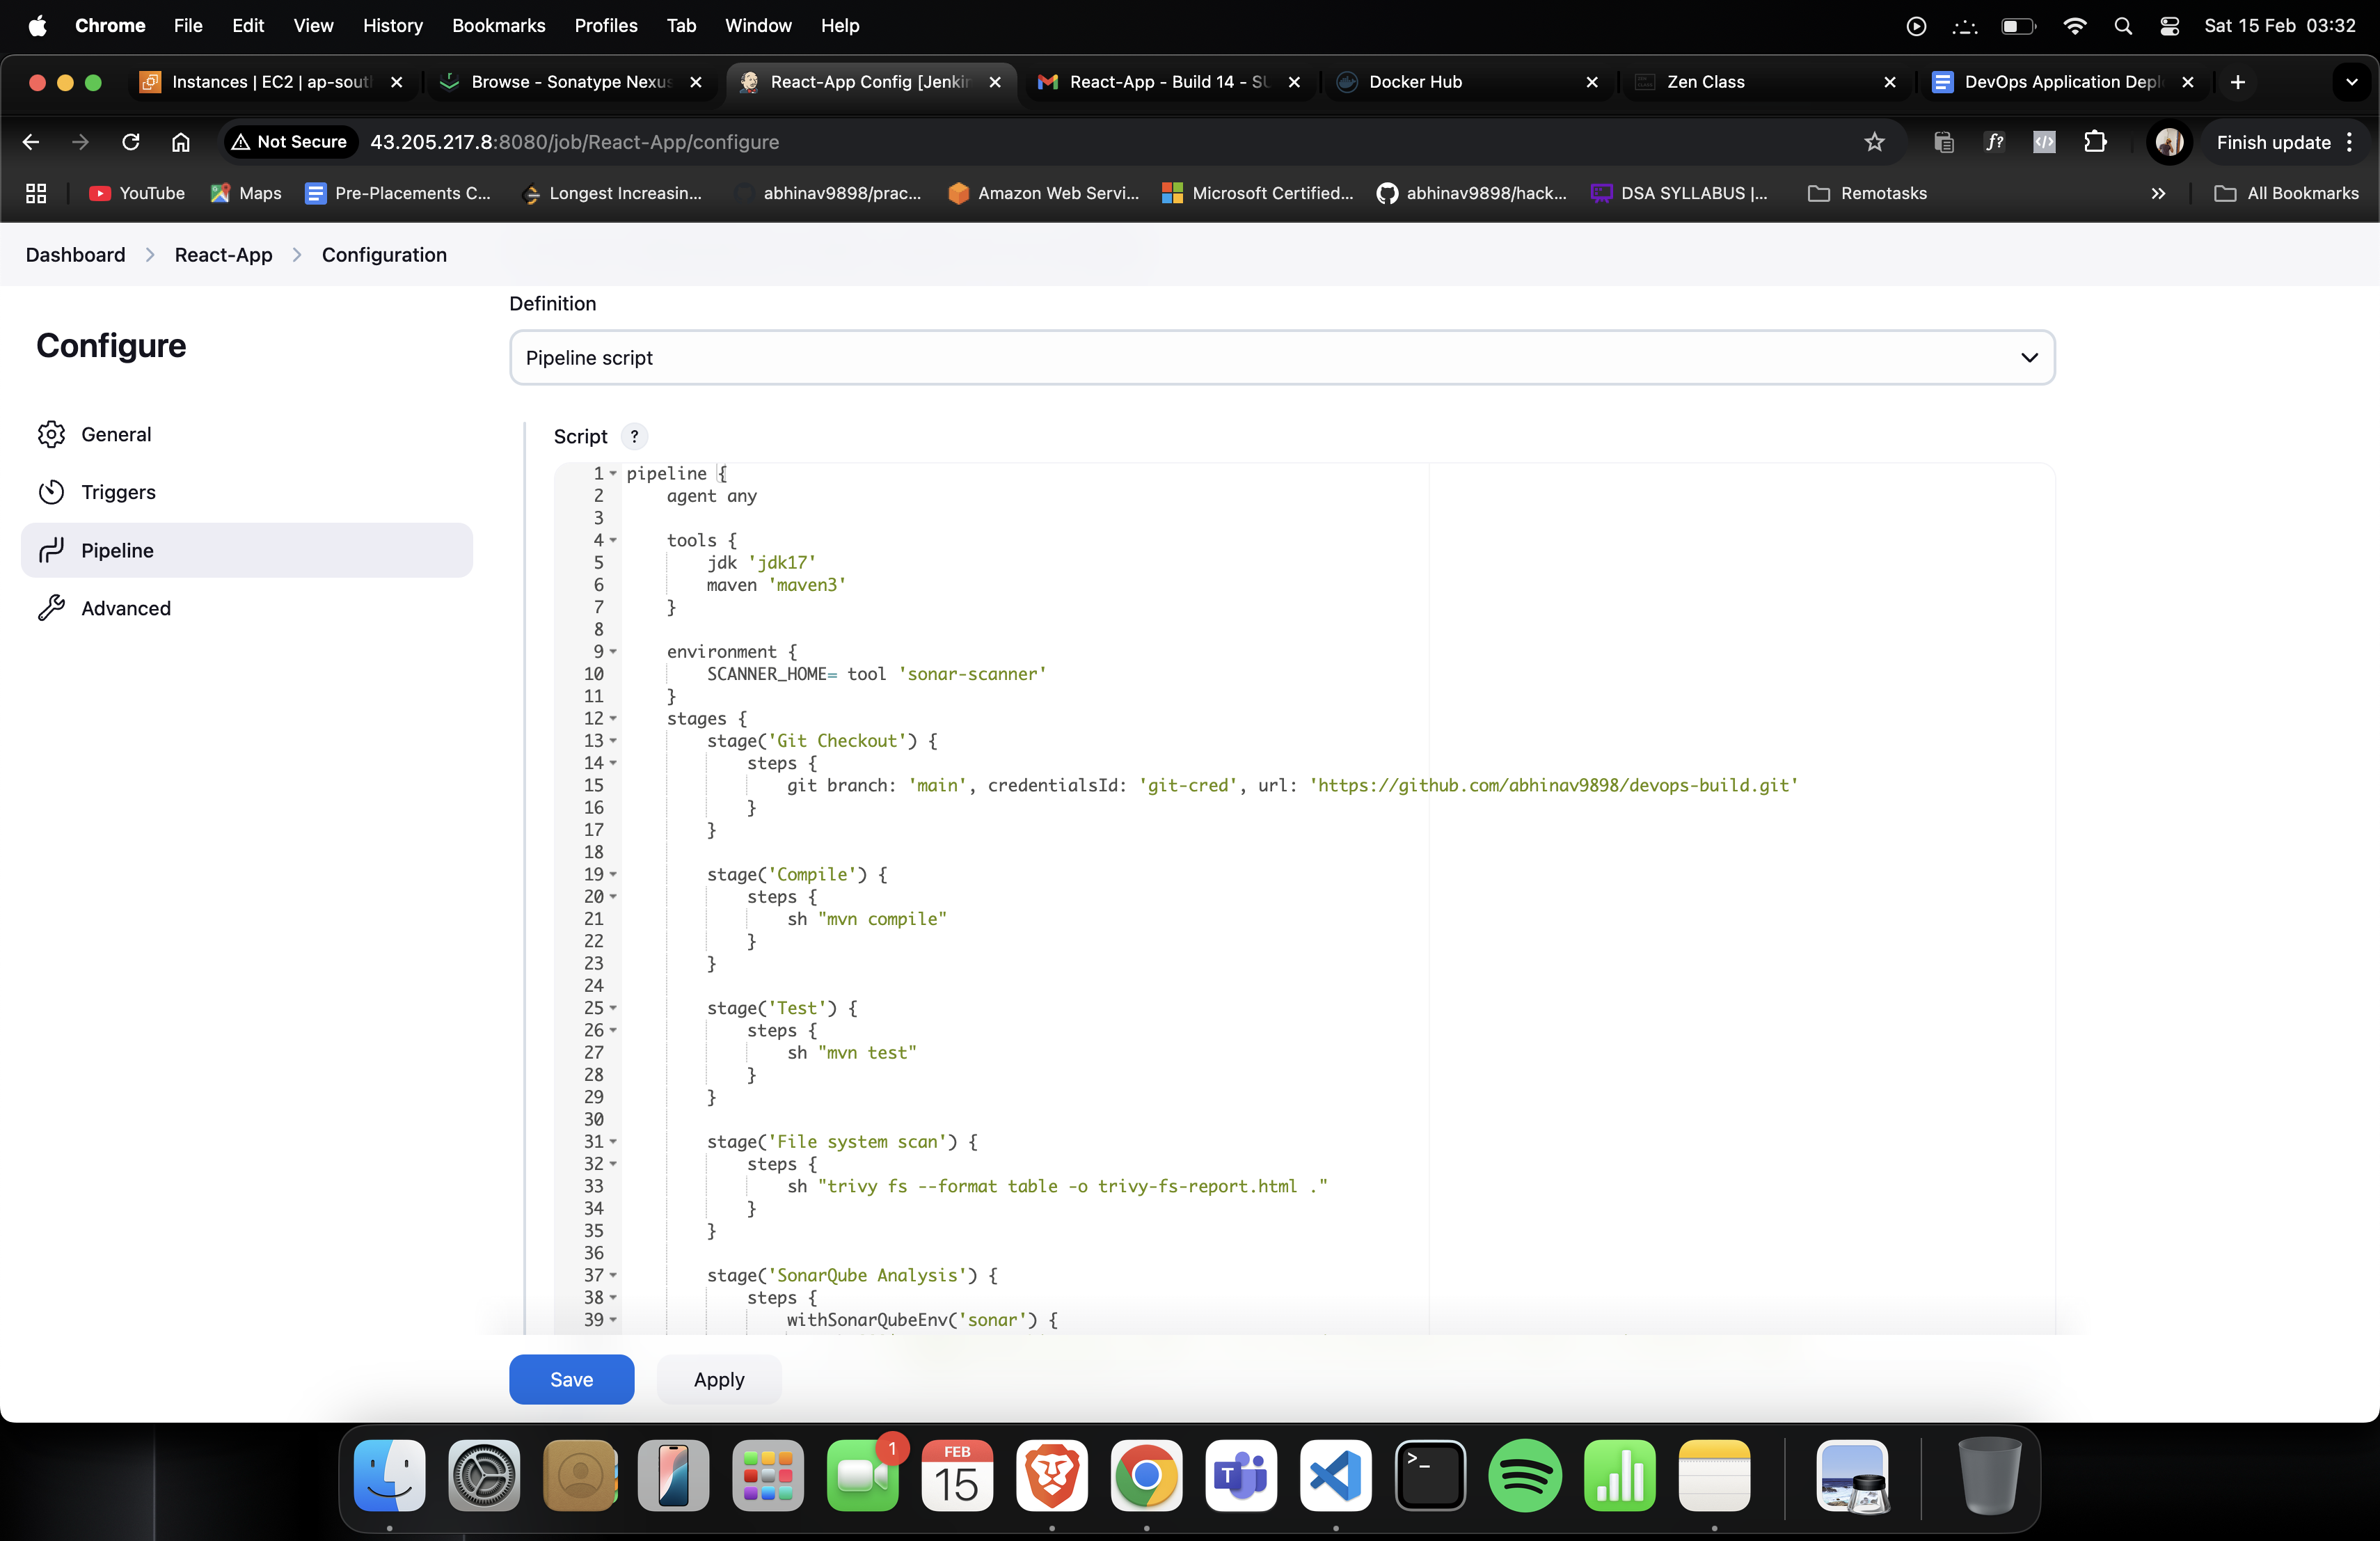 Chrome File Edit View History Bookmarks Profiles Tab Window Help Sat 15 Feb 03:32
Instances | EC2 | ap-sout Browse - Sonatype Nexus React-App Config [Jenkin React-App - Build 14 - SU Docker Hub Zen Class DevOps Application Depl
Not Secure 43.205.217.8:8080/job/React-App/configure Finish update
YouTube Maps Pre-Placements C... Longest Increasin... abhinav9898/prac... Amazon Web Servi... Microsoft Certified... abhinav9898/hack... DSA SYLLABUS |... Remotasks » All Bookmarks
Dashboard React-App Configuration
Configure
General
Triggers
Pipeline
Advanced
Definition
Pipeline script
Script ?
1 pipeline {
2 agent any
3
4 tools {
5 jdk 'jdk17'
6 maven 'maven3'
7 }
8
9 environment {
10 SCANNER_HOME= tool 'sonar-scanner'
11 }
12 stages {
13 stage('Git Checkout') {
14 steps {
15 git branch: 'main', credentialsId: 'git-cred', url: 'https://github.com/abhinav9898/devops-build.git'
16 }
17 }
18
19 stage('Compile') {
20 steps {
21 sh "mvn compile"
22 }
23 }
24
25 stage('Test') {
26 steps {
27 sh "mvn test"
28 }
29 }
30
31 stage('File system scan') {
32 steps {
33 sh "trivy fs --format table -o trivy-fs-report.html ."
34 }
35 }
36
37 stage('SonarQube Analysis') {
38 steps {
39 withSonarQubeEnv('sonar') {
Save Apply
1
FEB
15
T
>_